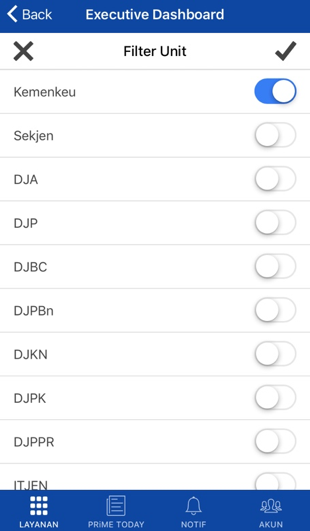 Back Executive Dashboard
Filter Unit
Kemenkeu
Sekjen
DJA
DJP
DJBC
DJPBn
DJKN
DJPK
DJPPR
ITJEN
LAYANAN PRiME TODAY NOTIF AKUN